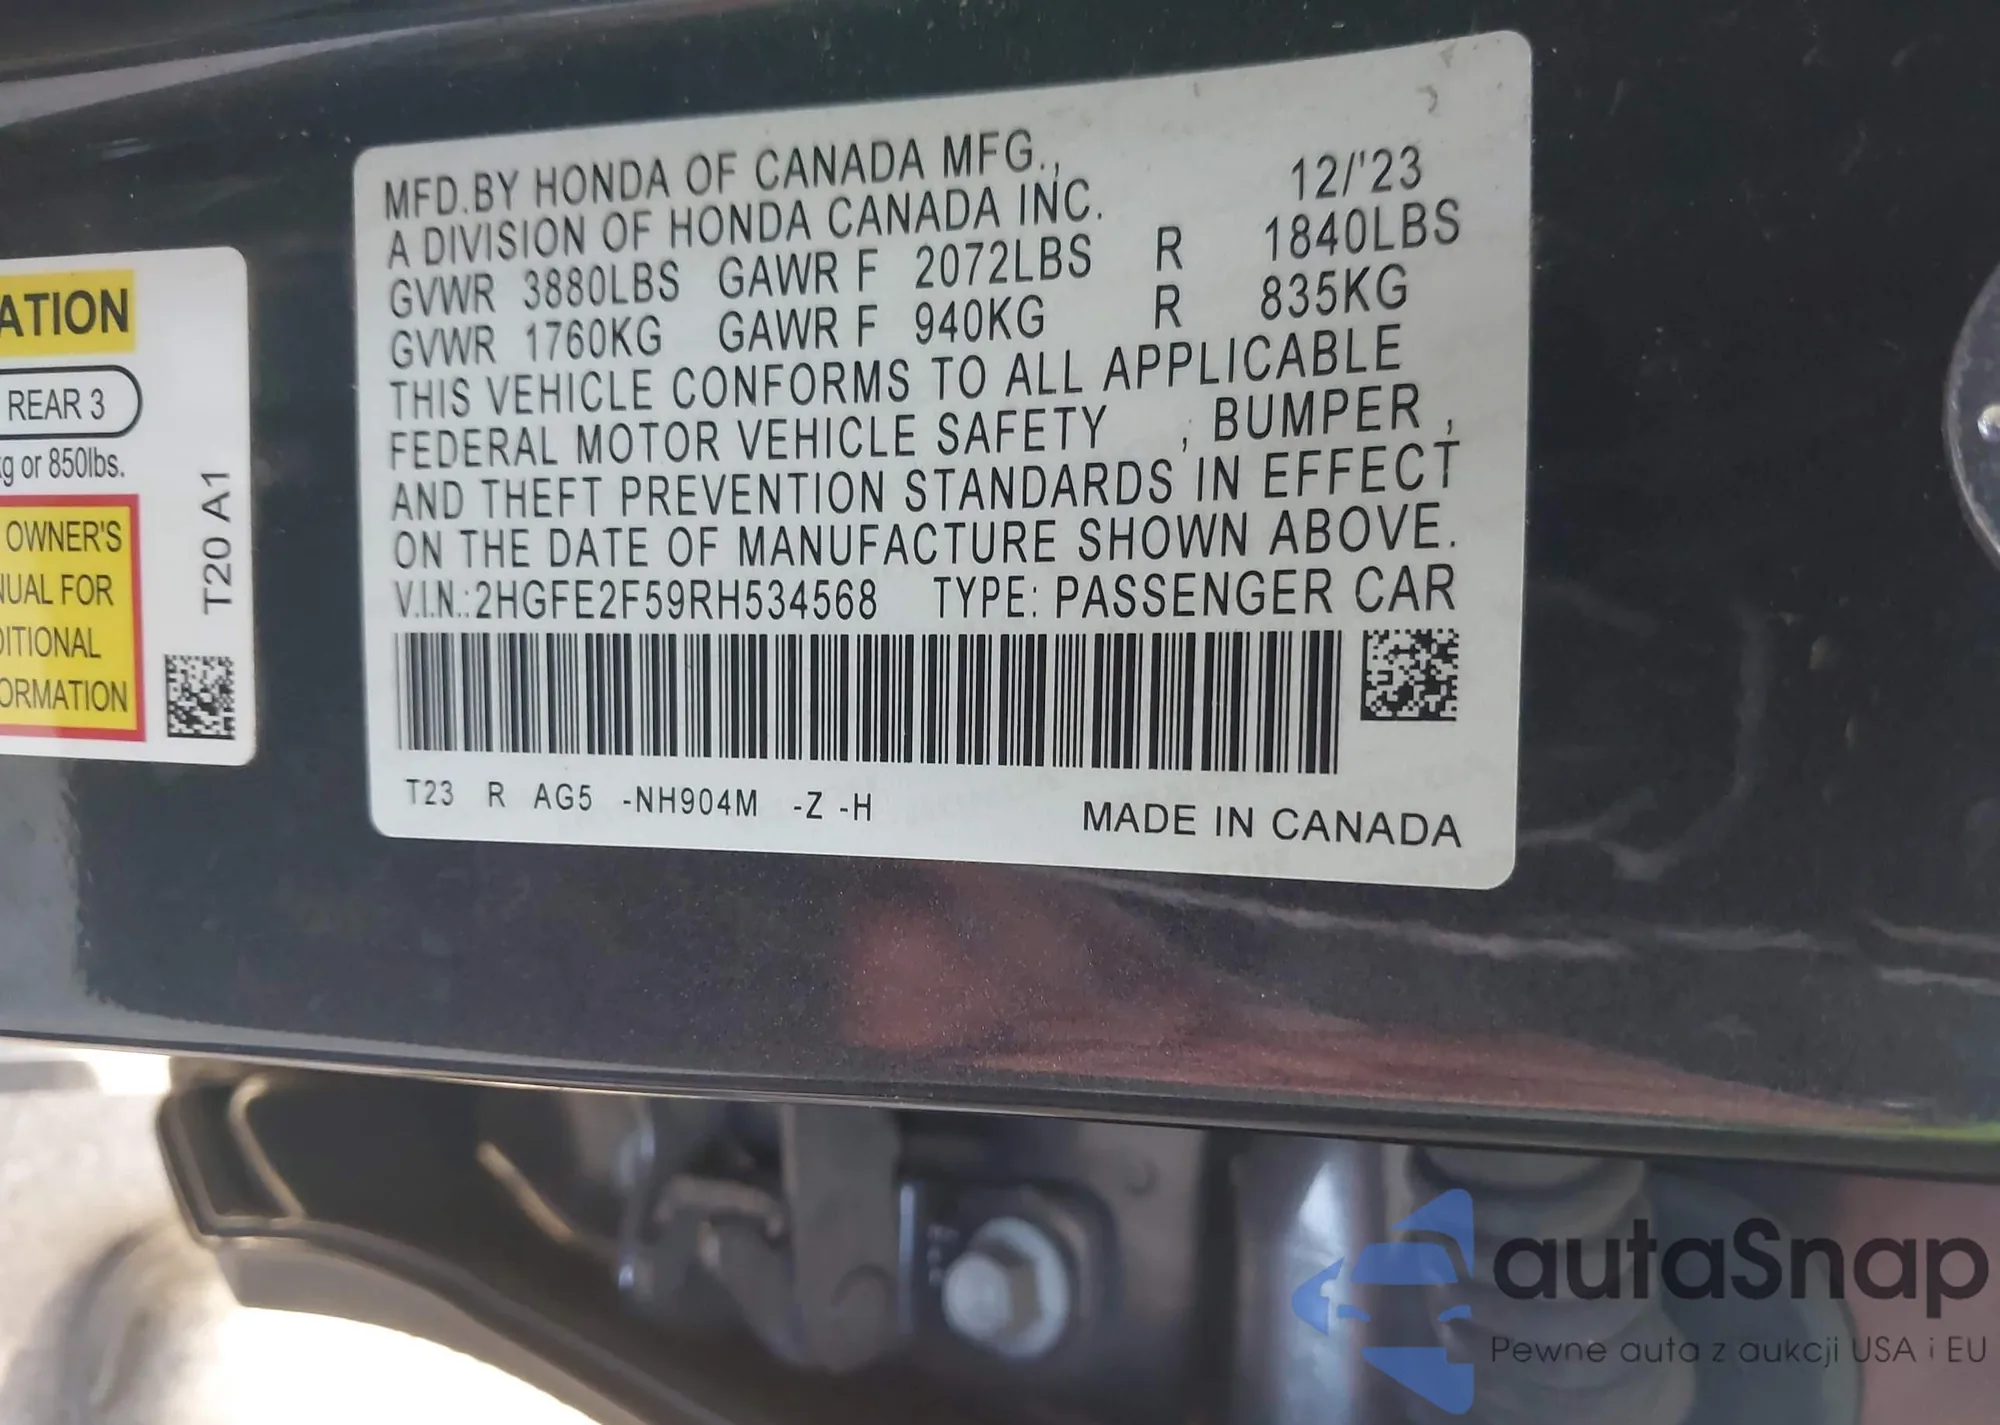 ATION
REAR 3
kg or 850lbs.
OWNER'S
NUAL FOR
DITIONAL
ORMATION
T20 A1
MFD.BY HONDA OF CANADA MFG., 12/'23
A DIVISION OF HONDA CANADA INC.
GVWR 3880LBS GAWR F 2072LBS R 1840LBS
GVWR 1760KG GAWR F 940KG R 835KG
THIS VEHICLE CONFORMS TO ALL APPLICABLE
FEDERAL MOTOR VEHICLE SAFETY , BUMPER ,
AND THEFT PREVENTION STANDARDS IN EFFECT
ON THE DATE OF MANUFACTURE SHOWN ABOVE.
V.I.N.:2HGFE2F59RH534568 TYPE: PASSENGER CAR
T23 R AG5 -NH904M -Z -H
MADE IN CANADA
autaSnap
Pewne auta z aukcji USA i EU